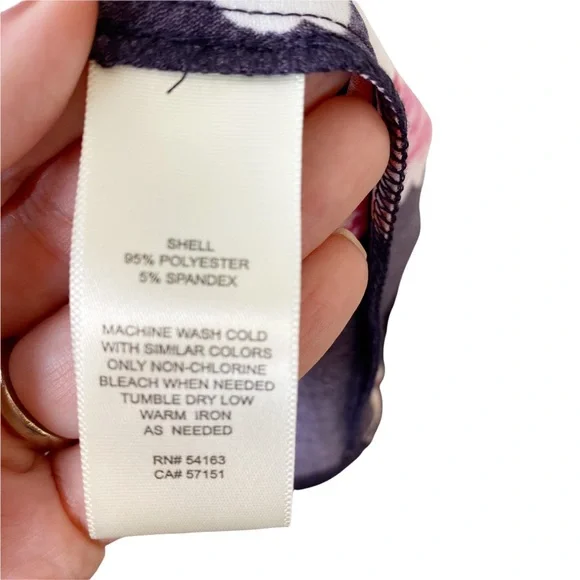 SHELL
95% POLYESTER
5% SPANDEX
MACHINE WASH COLD
WITH SIMILAR COLORS
ONLY NON-CHLORINE
BLEACH WHEN NEEDED
TUMBLE DRY LOW
WARM IRON
AS NEEDED
RN# 54163
CA# 57151